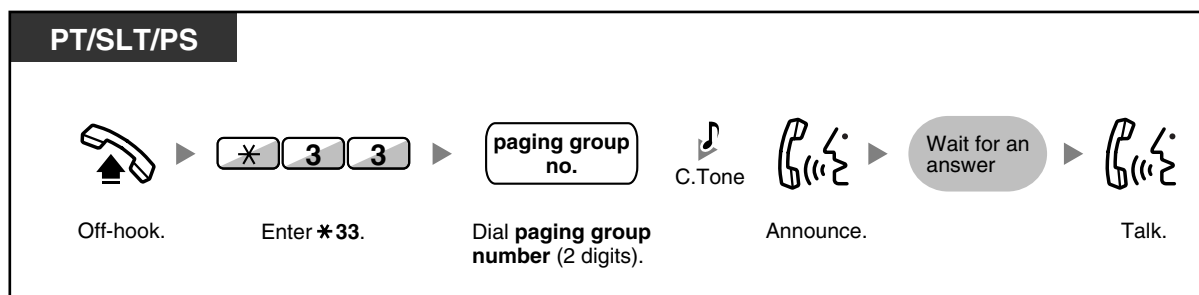 PT/SLT/PS
✳ 3 3
paging group
no.
C.Tone
Wait for an
answer
Off-hook.
Enter ✳33.
Dial paging group
number (2 digits).
Announce.
Talk.